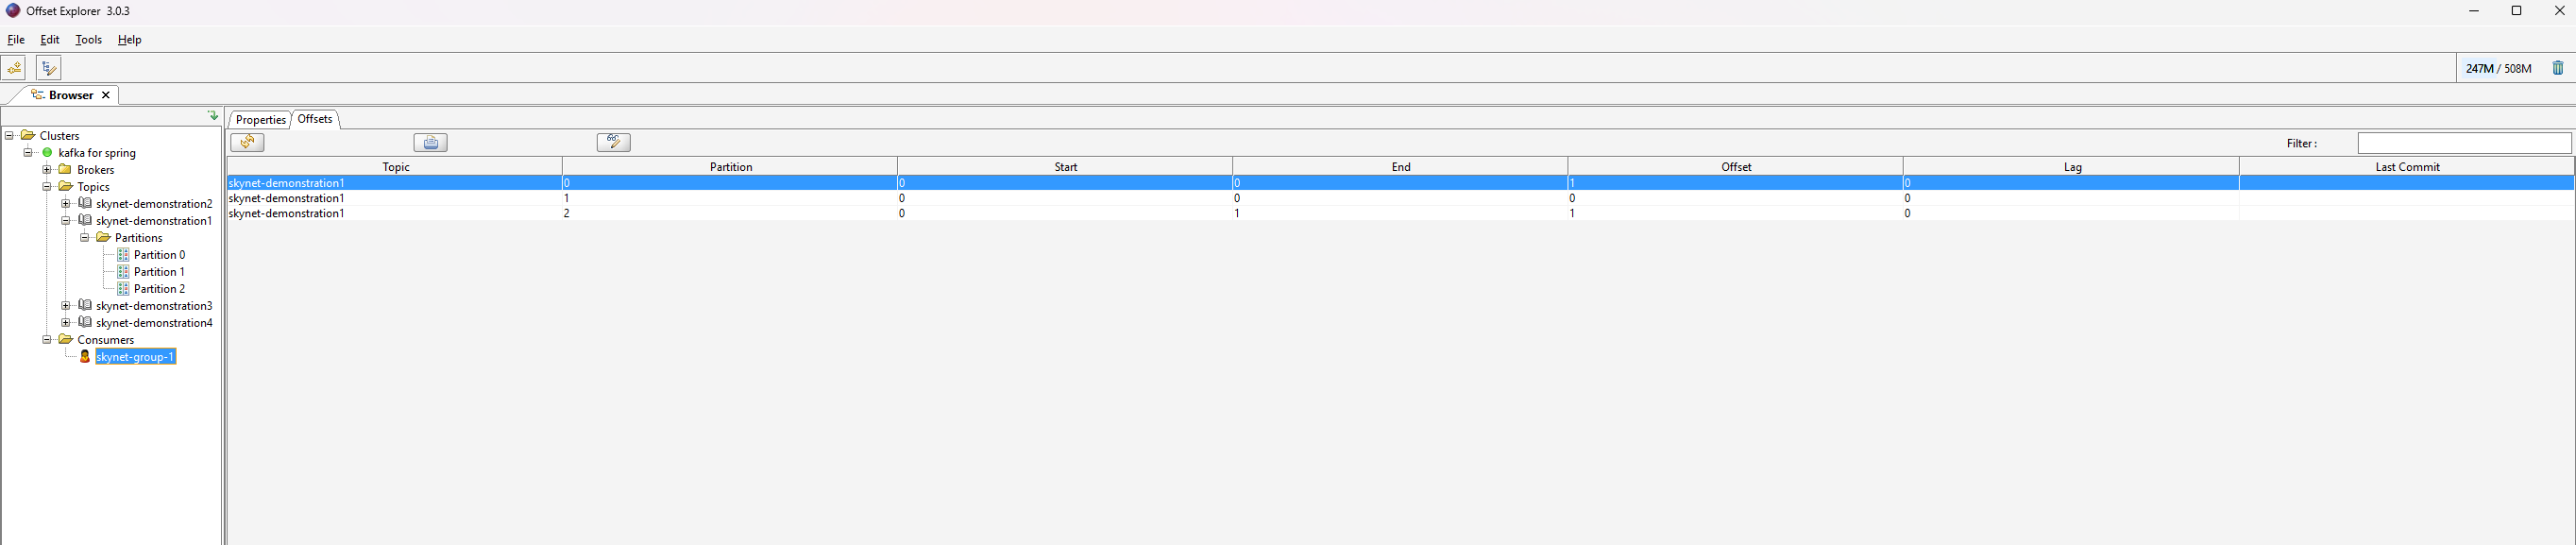 Offset Explorer 3.0.3
File Edit Tools Help
247M / 508M
Browser
Properties Offsets
Clusters
kafka for spring
Brokers
Topics
skynet-demonstration2
skynet-demonstration1
Partitions
Partition 0
Partition 1
Partition 2
skynet-demonstration3
skynet-demonstration4
Consumers
skynet-group-1
Filter :
Topic Partition Start End Offset Lag Last Commit
skynet-demonstration1 0 0 0 1 0
skynet-demonstration1 1 0 0 0 0
skynet-demonstration1 2 0 1 1 0